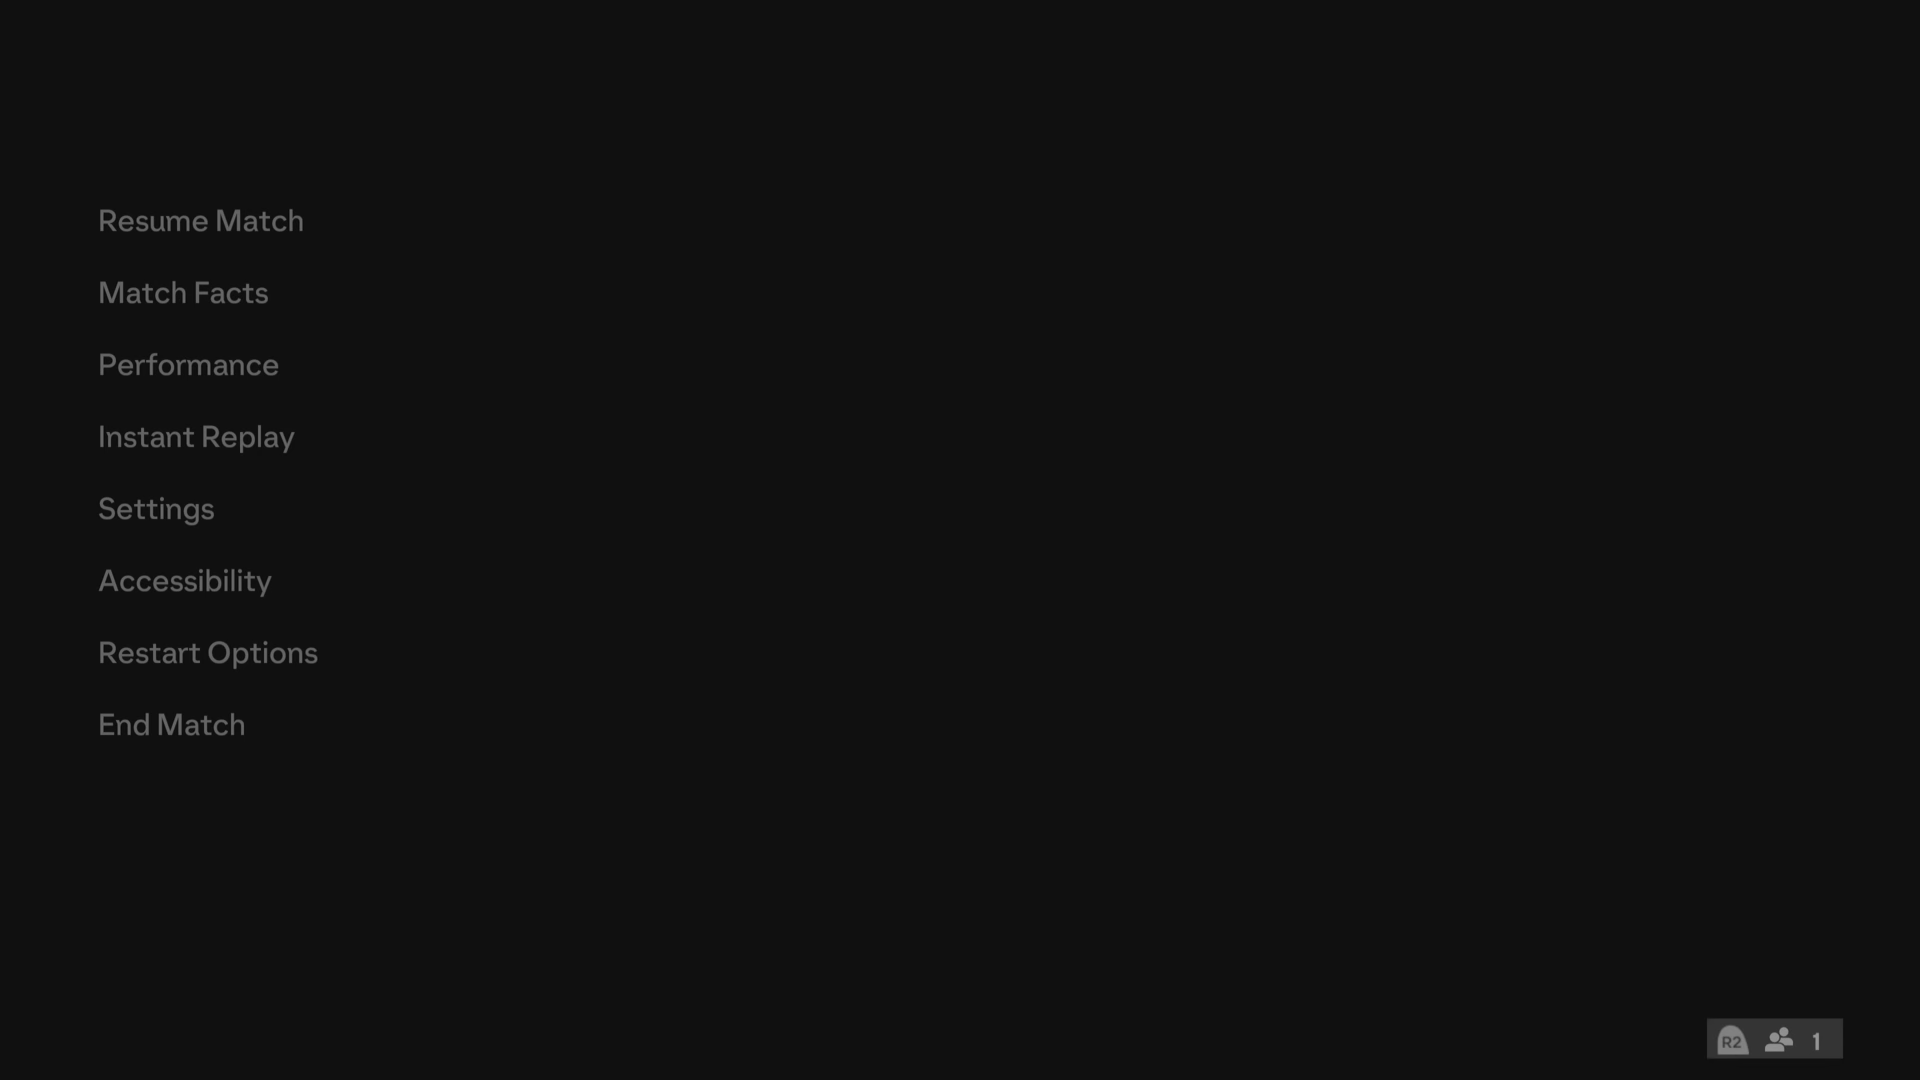 Resume Match
Match Facts
Performance
Instant Replay
Settings
Accessibility
Restart Options
End Match
R2 1